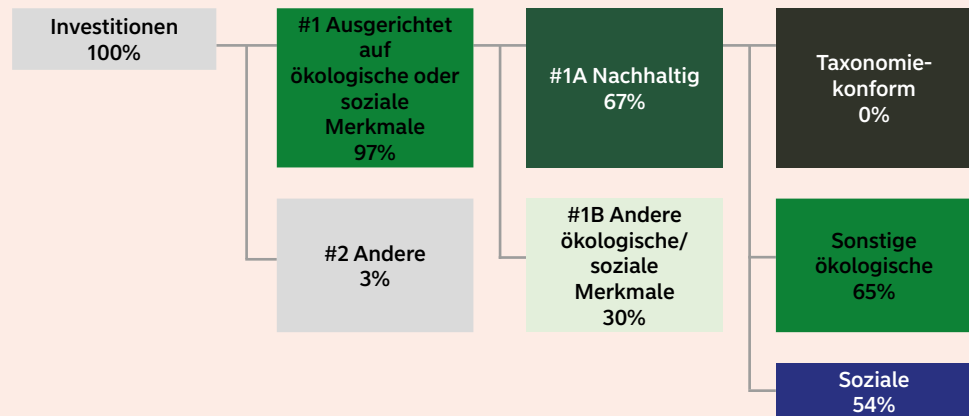 Investitionen
100%
#1 Ausgerichtet
auf
ökologische oder
soziale
Merkmale
97%
#1A Nachhaltig
67%
Taxonomie-
konform
0%
#2 Andere
3%
#1B Andere
ökologische/
soziale
Merkmale
30%
Sonstige
ökologische
65%
Soziale
54%